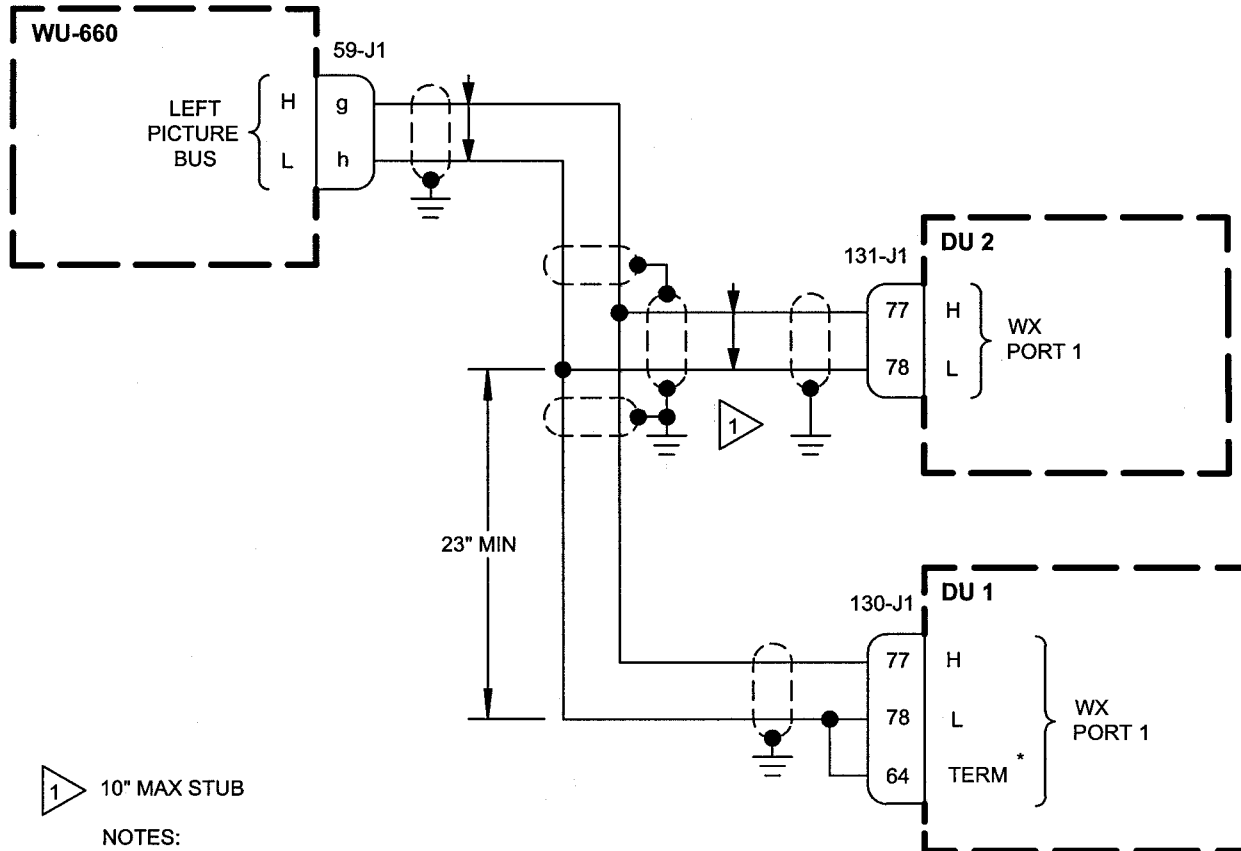 WU-660
59-J1
LEFT
PICTURE
BUS
H
g
L
h
131-J1
DU 2
77
H
78
L
WX
PORT 1
1
23" MIN
130-J1
DU 1
77
H
78
L
64
TERM *
WX
PORT 1
1
10" MAX STUB
NOTES: